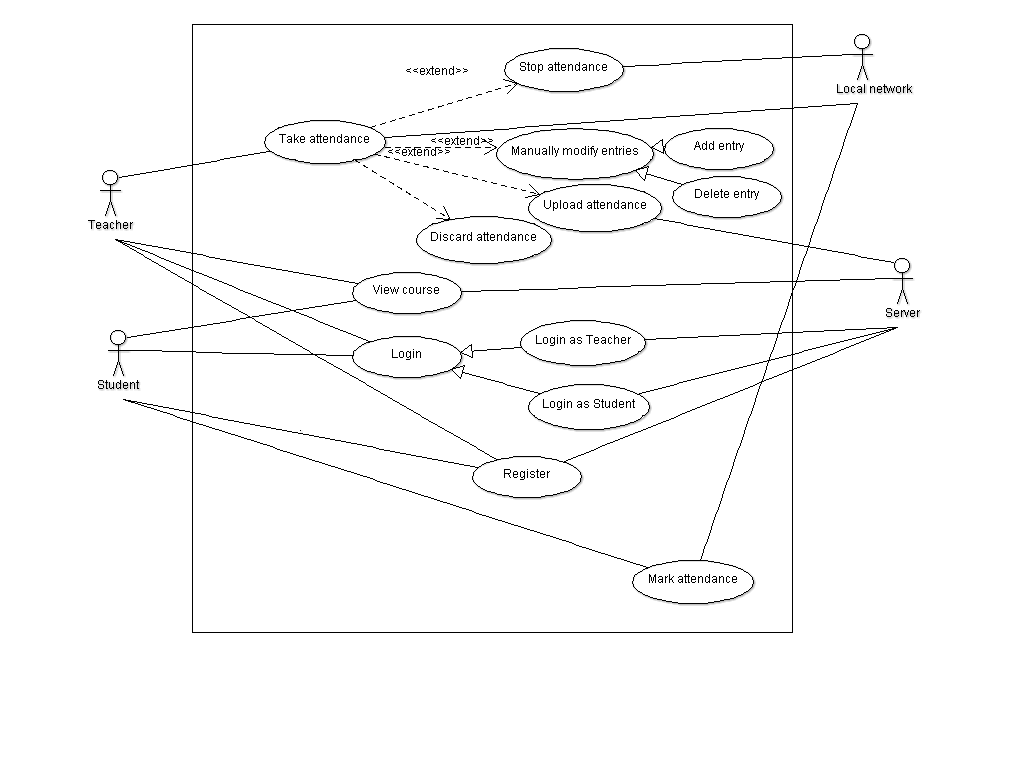 Stop attendance
<<extend>>
Local network
Take attendance
<<extend>>
<<extend>>
Manually modify entries
Add entry
Delete entry
Upload attendance
Teacher
Discard attendance
View course
Server
Login as Teacher
Login
Student
Login as Student
Register
Mark attendance